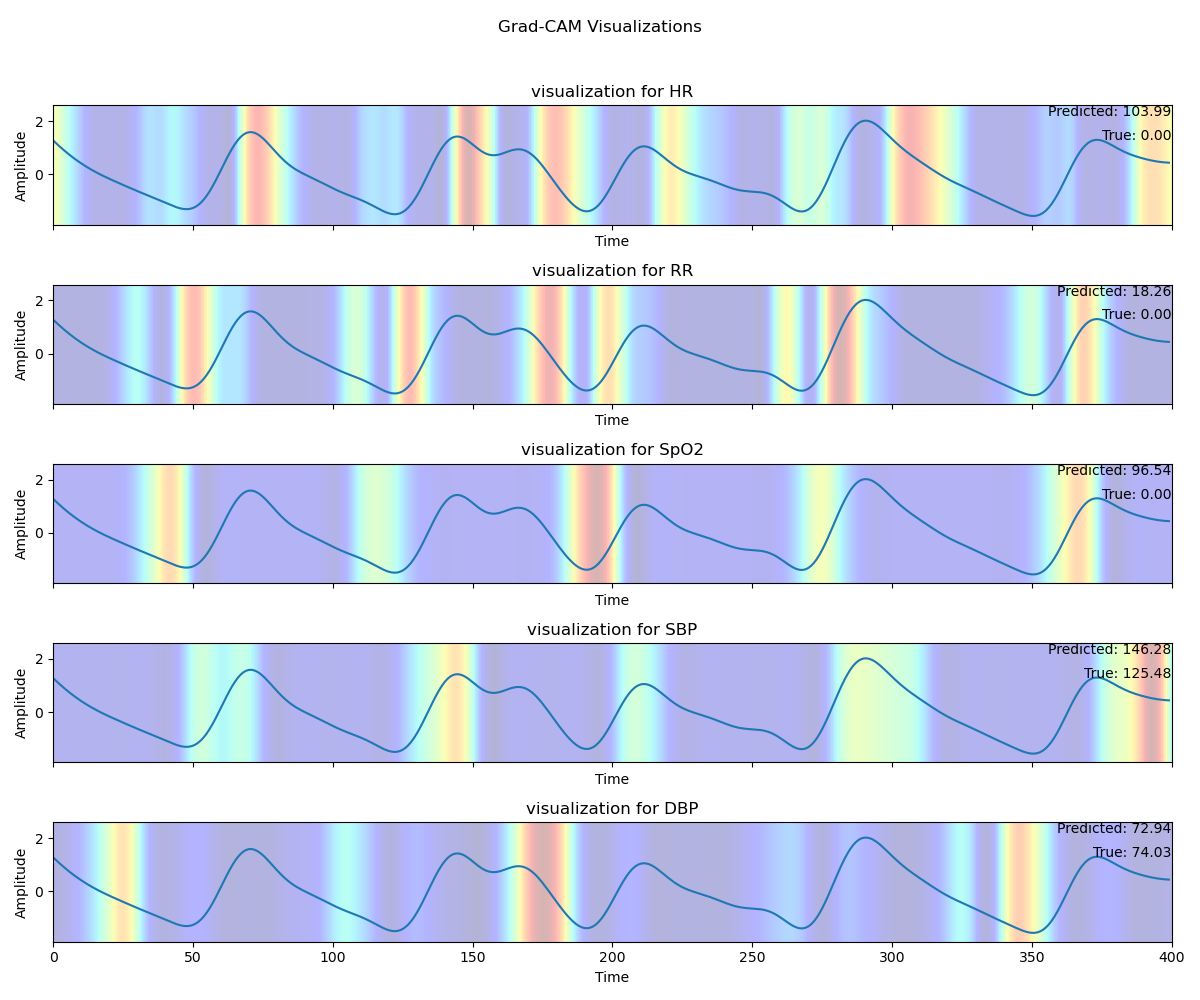 Grad-CAM Visualizations
visualization for HR
Predicted: 103.99
True: 0.00
2
0
Amplitude
Time
visualization for RR
Predicted: 18.26
True: 0.00
2
0
Amplitude
Time
visualization for SpO2
Predicted: 96.54
True: 0.00
2
0
Amplitude
Time
visualization for SBP
Predicted: 146.28
True: 125.48
2
0
Amplitude
Time
visualization for DBP
Predicted: 72.94
True: 74.03
2
0
Amplitude
0 50 100 150 200 250 300 350 400
Time